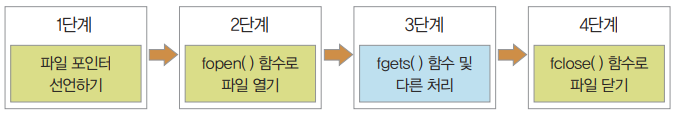 1단계
파일 포인터
선언하기
2단계
fopen( ) 함수로
파일 열기
3단계
fgets( ) 함수 및
다른 처리
4단계
fclose( ) 함수로
파일 닫기